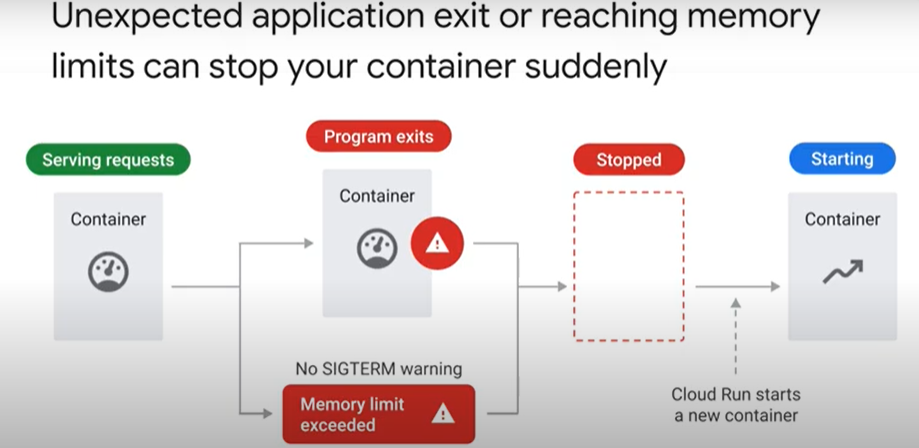 Unexpected application exit or reaching memory
limits can stop your container suddenly
Serving requests
Container
Program exits
Container
No SIGTERM warning
Memory limit
exceeded
Stopped
Cloud Run starts
a new container
Starting
Container